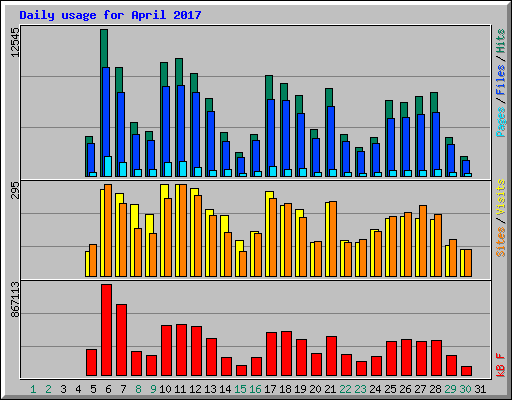 Daily usage for April 2017
12545
Pages / Files / Hits
295
Sites / Visits
867113
kB F
1 2 3 4 5 6 7 8 9 10 11 12 13 14 15 16 17 18 19 20 21 22 23 24 25 26 27 28 29 30 31